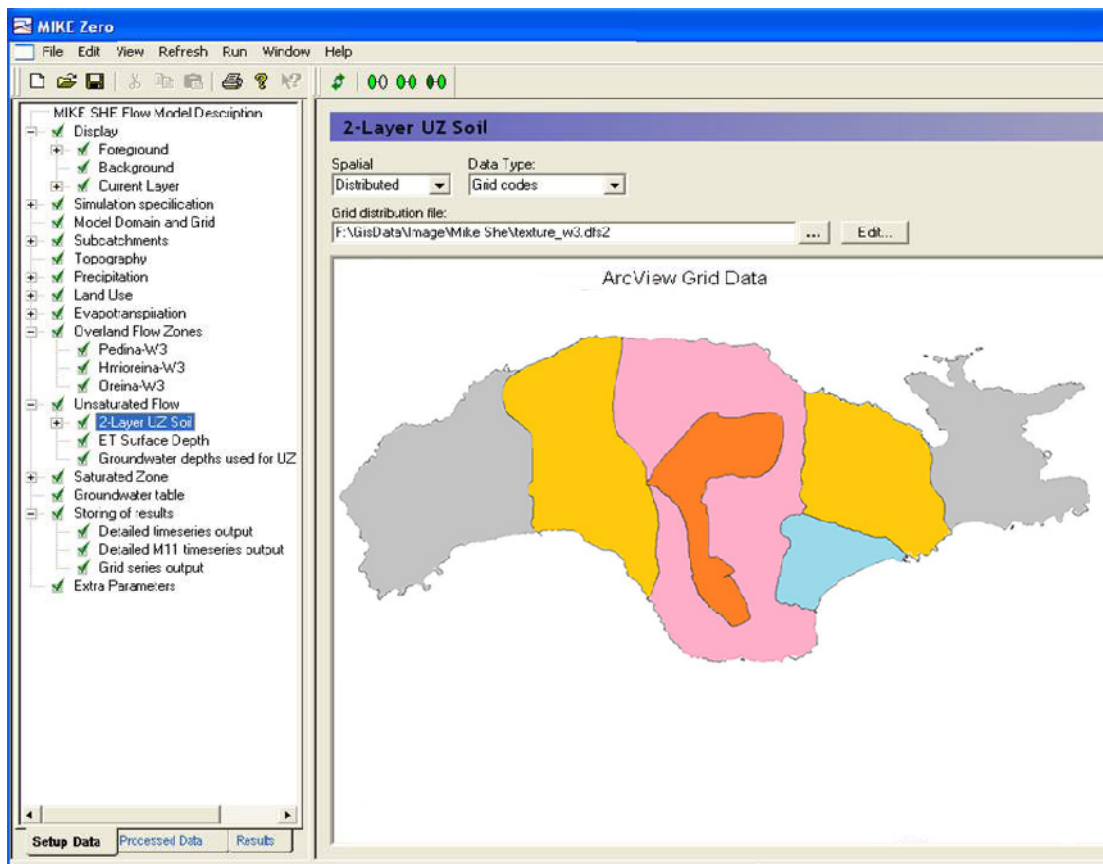 MIKE Zero
File Edit View Refresh Run Window Help
MIKE SHE Flow Model Description
Display
Foreground
Background
Current Layer
Simulation specification
Model Domain and Grid
Subcatchments
Topography
Precipitation
Land Use
Evapotranspiration
Overland Flow Zones
Pedina-W3
Hmioreina-W3
Oreina-W3
Unsaturated Flow
2-Layer UZ Soil
ET Surface Depth
Groundwater depths used for UZ
Saturated Zone
Groundwater table
Storing of results
Detailed timeseries output
Detailed M11 timeseries output
Grid series output
Extra Parameters
Setup Data Processed Data Results
2-Layer UZ Soil
Spatial Data Type:
Distributed Grid codes
Grid distribution file:
F:\GisData\Image\Mike She\texture_w3.dfs2 ... Edit...
ArcView Grid Data